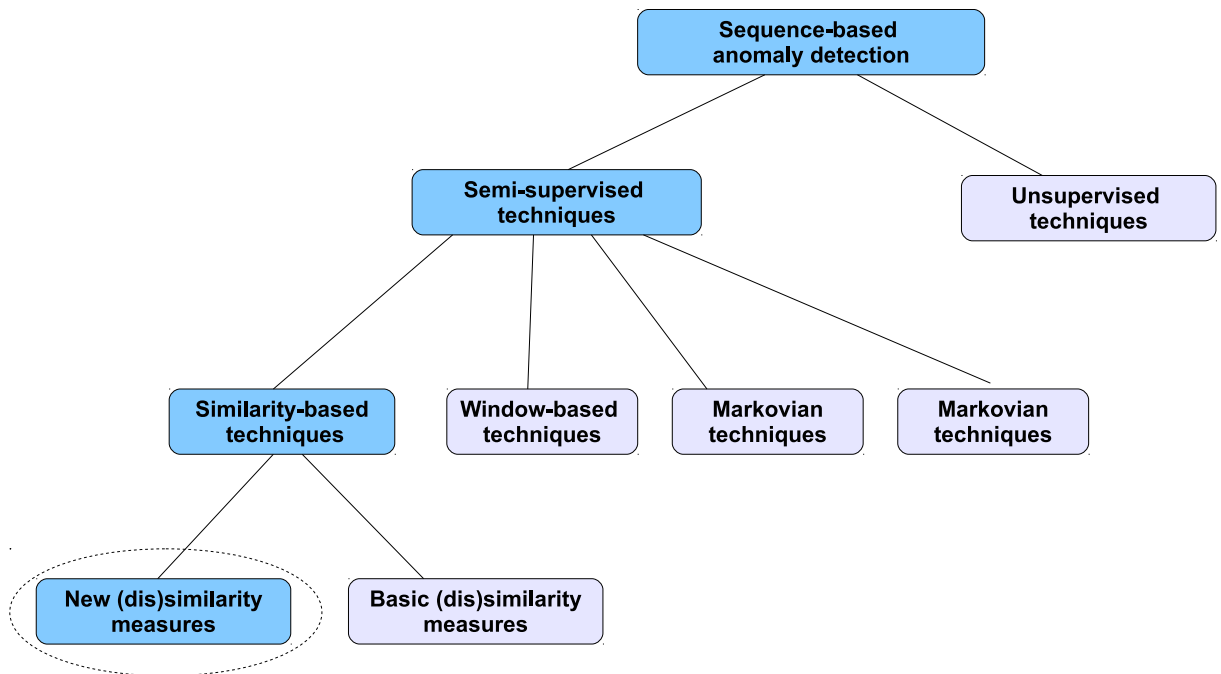 Sequence-based
anomaly detection
Semi-supervised
techniques
Unsupervised
techniques
Similarity-based
techniques
Window-based
techniques
Markovian
techniques
Markovian
techniques
New (dis)similarity
measures
Basic (dis)similarity
measures